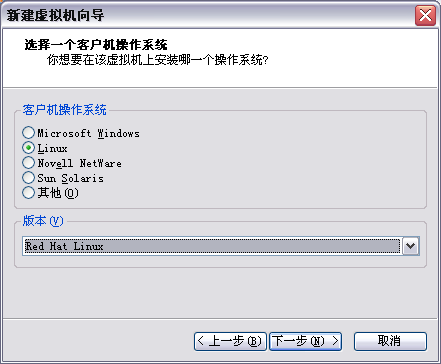 新建虚拟机向导
选择一个客户机操作系统
你想要在该虚拟机上安装哪一个操作系统?
客户机操作系统
Microsoft Windows
Linux
Novell NetWare
Sun Solaris
其他(O)
版本(V)
Red Hat Linux
< 上一步(B) 下一步(N) > 取消